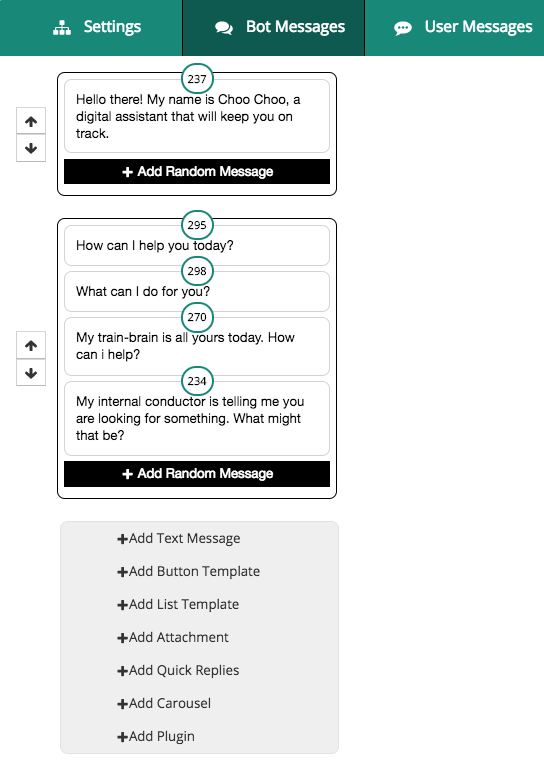 Settings
Bot Messages
User Messages
237
Hello there! My name is Choo Choo, a
digital assistant that will keep you on
track.
Add Random Message
295
How can I help you today?
298
What can I do for you?
270
My train-brain is all yours today. How
can i help?
234
My internal conductor is telling me you
are looking for something. What might
that be?
Add Random Message
Add Text Message
Add Button Template
Add List Template
Add Attachment
Add Quick Replies
Add Carousel
Add Plugin